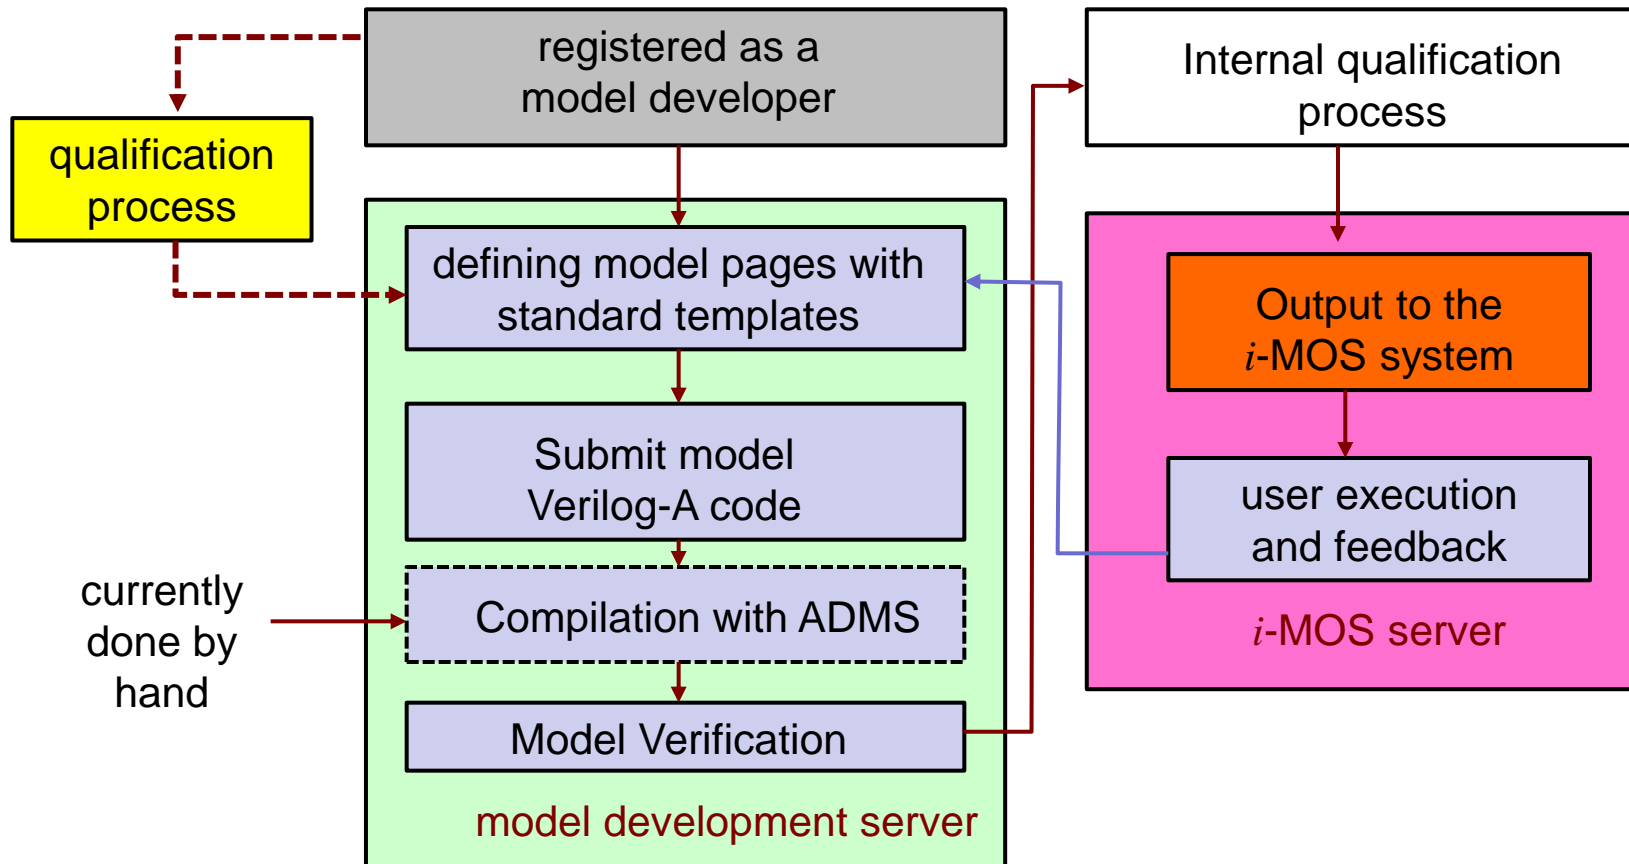 registered as a
model developer
Internal qualification
process
qualification
process
defining model pages with
standard templates
Output to the
i-MOS system
Submit model
Verilog-A code
user execution
and feedback
currently
done by
hand
Compilation with ADMS
i-MOS server
Model Verification
model development server